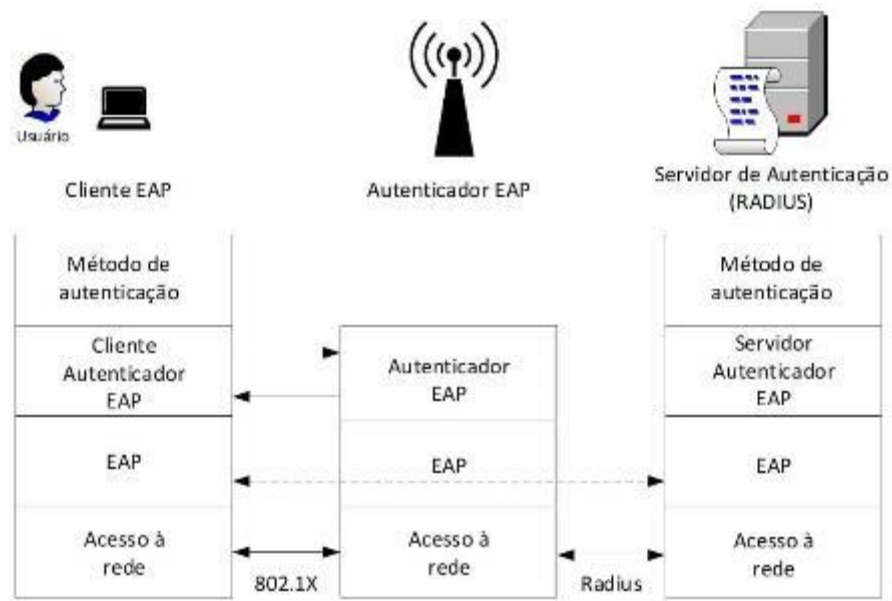 Usuário
Cliente EAP
Autenticador EAP
Servidor de Autenticação
(RADIUS)
Método de
autenticação
Cliente
Autenticador
EAP
EAP
Acesso à
rede
802.1X
Autenticador
EAP
EAP
Acesso à
rede
Radius
Método de
autenticação
Servidor
Autenticador
EAP
EAP
Acesso à
rede